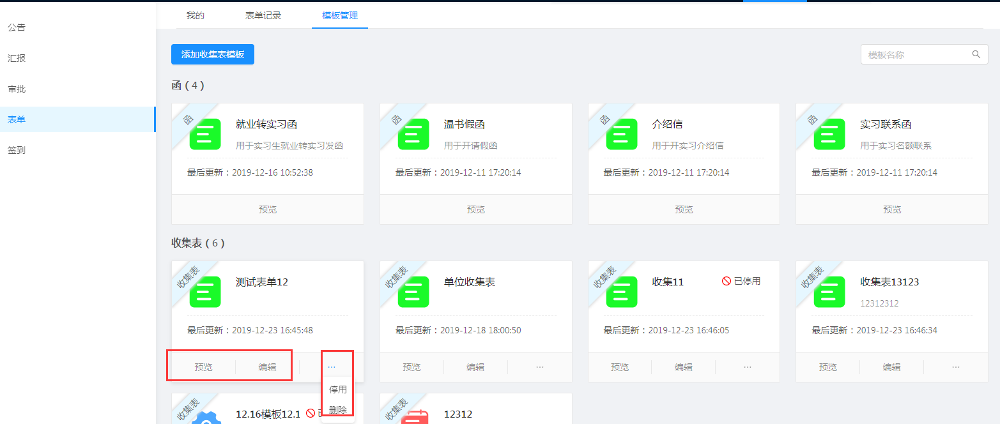 我的 表单记录 模板管理
公告
汇报
审批
表单
签到
添加收集表模板 模板名称
函 ( 4 )
函 就业转实习函
用于实习生就业转实习发函
最后更新：2019-12-16 10:52:38
预览
函 温书假函
用于开请假函
最后更新：2019-12-11 17:20:14
预览
函 介绍信
用于开实习介绍信
最后更新：2019-12-11 17:20:14
预览
函 实习联系函
用于实习名额联系
最后更新：2019-12-11 17:20:14
预览
收集表 ( 6 )
收集表 测试表单12
最后更新：2019-12-23 16:45:48
预览 编辑 ···
停用
删除
收集表 单位收集表
最后更新：2019-12-18 18:00:50
预览 编辑 ···
收集表 收集11 已停用
最后更新：2019-12-23 16:46:05
预览 编辑 ···
收集表 收集表13123
12312312
最后更新：2019-12-23 16:46:34
预览 编辑 ···
收集表 12.16模板12.1
收集表 12312